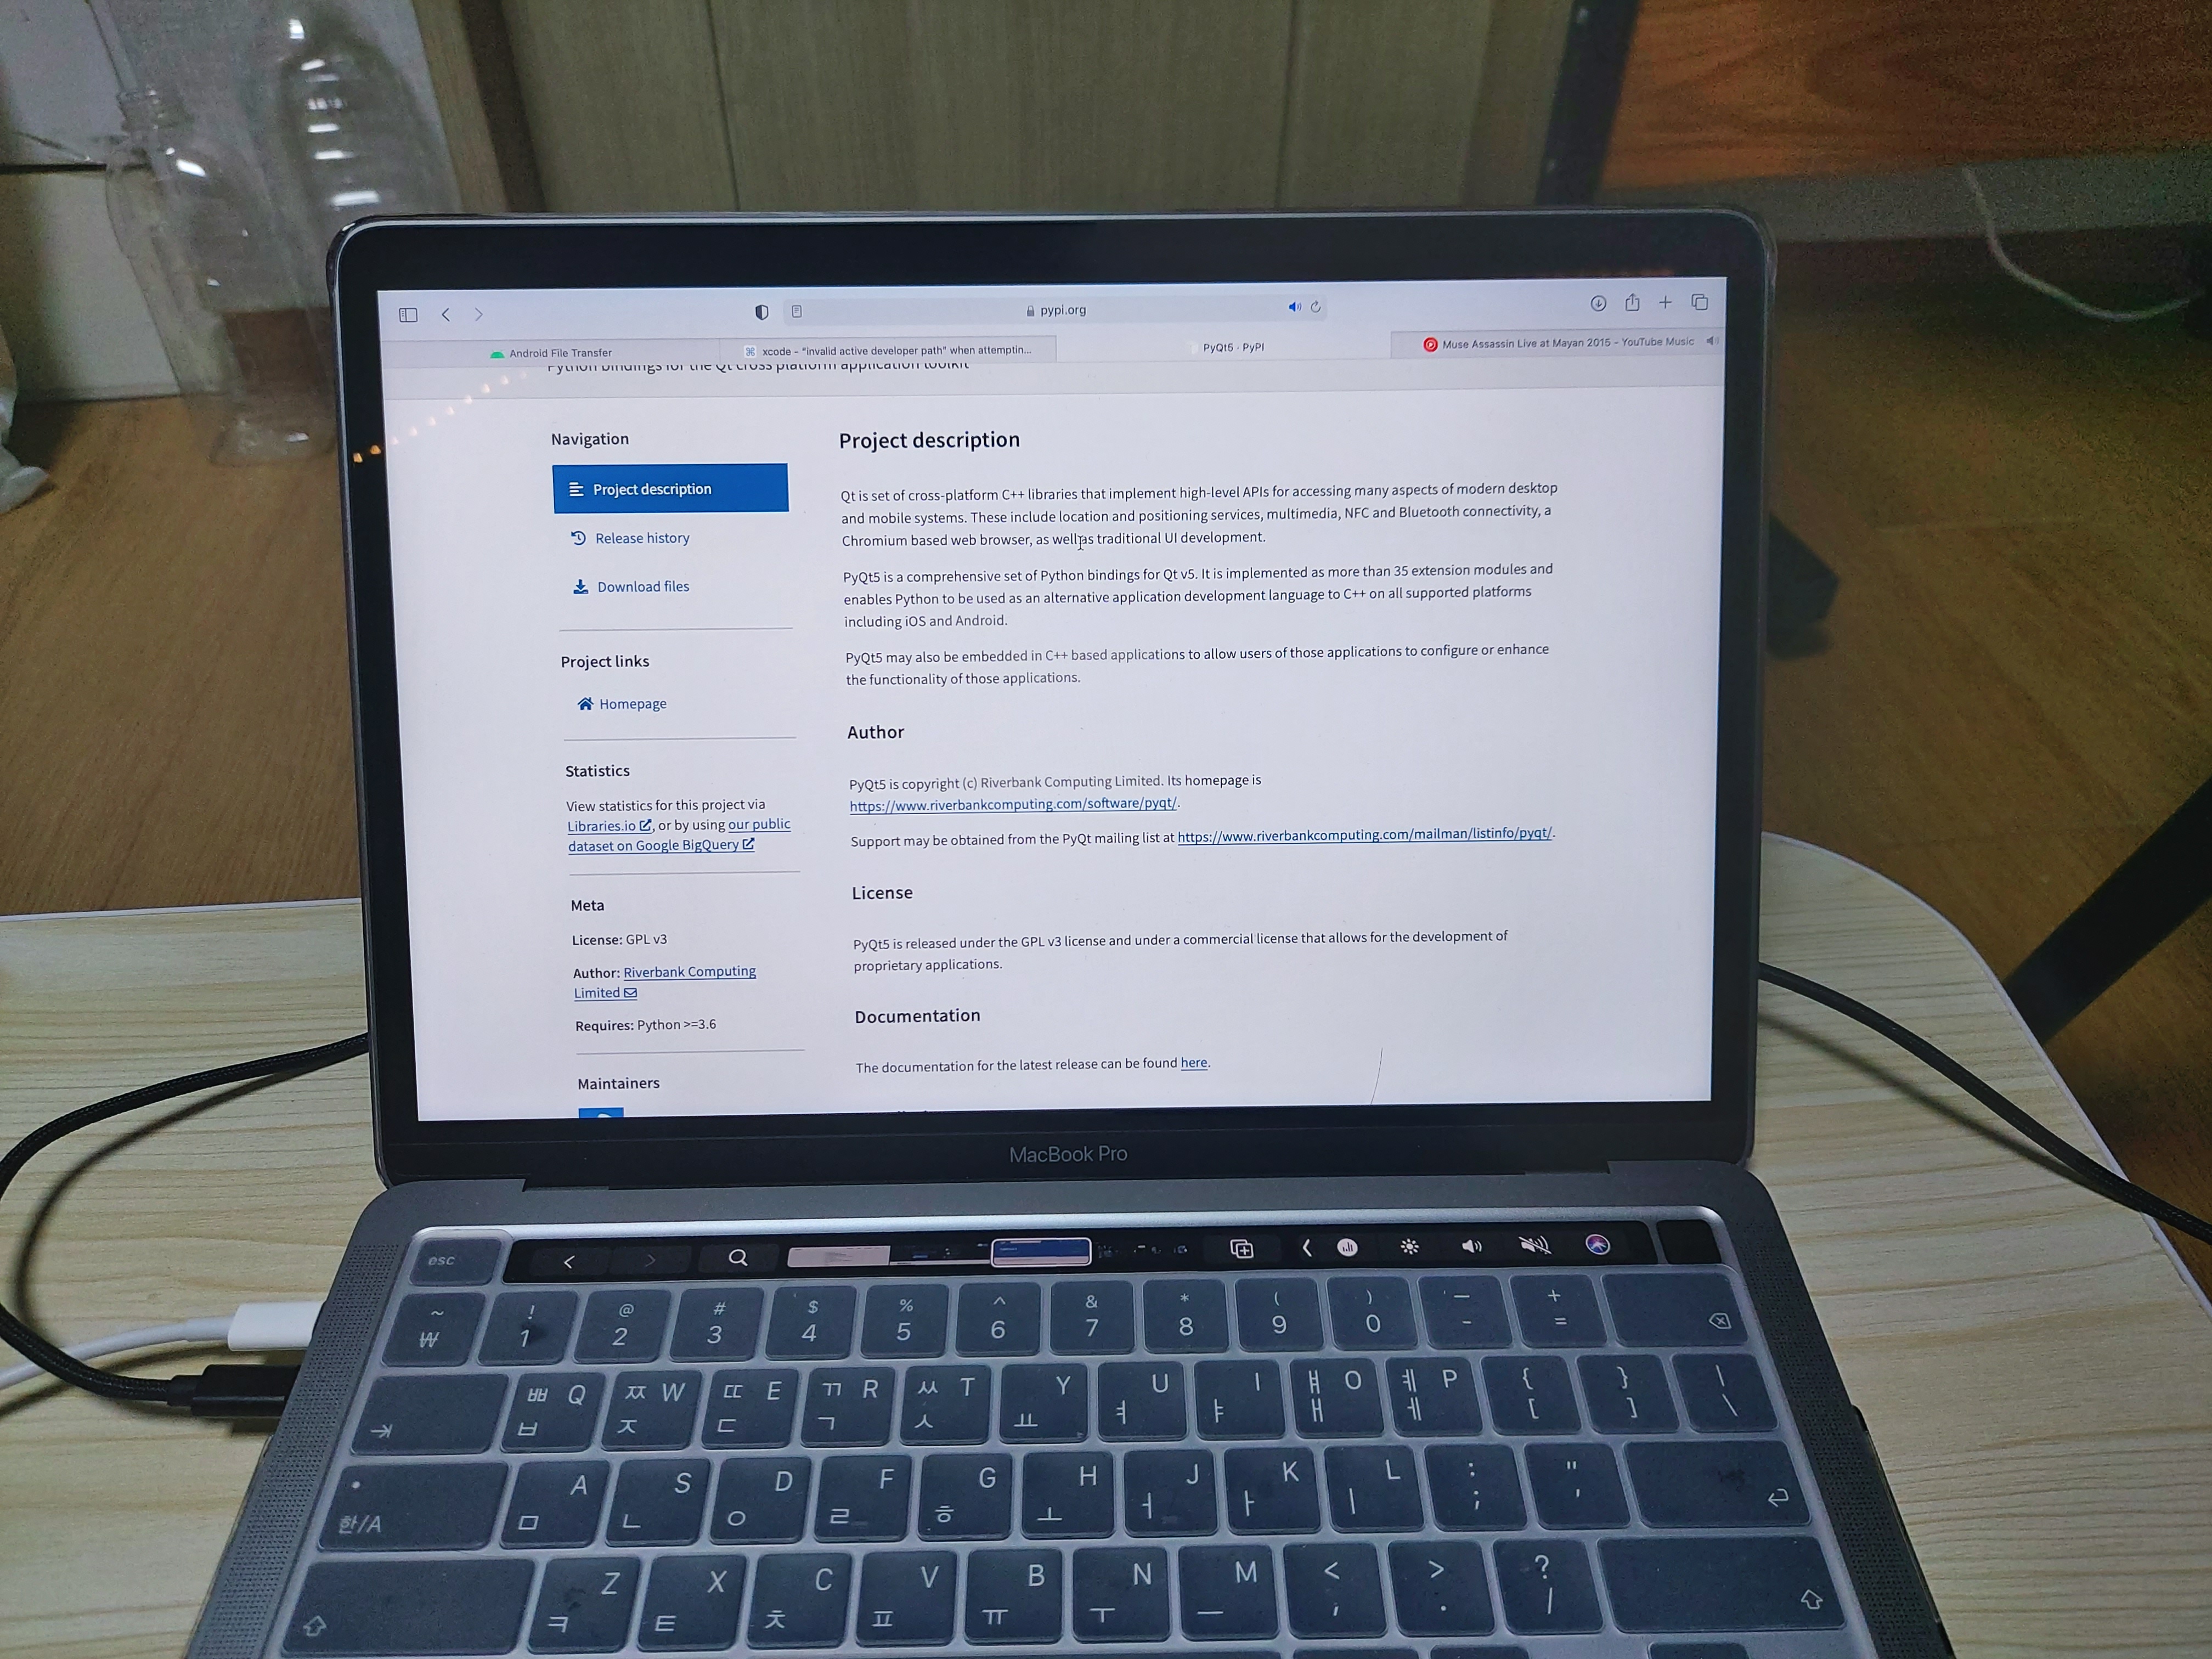 pypi.org
Android File Transfer
xcode - "invalid active developer path" when attemptin...
PyQt5 · PyPI
Muse Assassin Live at Mayan 2015 - YouTube Music
Python bindings for the Qt cross platform application toolkit
Navigation
Project description
Release history
Download files
Project links
Homepage
Statistics
View statistics for this project via
Libraries.io, or by using our public
dataset on Google BigQuery
Meta
License: GPL v3
Author: Riverbank Computing
Limited
Requires: Python >=3.6
Maintainers
Project description
Qt is set of cross-platform C++ libraries that implement high-level APIs for accessing many aspects of modern desktop
and mobile systems. These include location and positioning services, multimedia, NFC and Bluetooth connectivity, a
Chromium based web browser, as well as traditional UI development.
PyQt5 is a comprehensive set of Python bindings for Qt v5. It is implemented as more than 35 extension modules and
enables Python to be used as an alternative application development language to C++ on all supported platforms
including iOS and Android.
PyQt5 may also be embedded in C++ based applications to allow users of those applications to configure or enhance
the functionality of those applications.
Author
PyQt5 is copyright (c) Riverbank Computing Limited. Its homepage is
https://www.riverbankcomputing.com/software/pyqt/.
Support may be obtained from the PyQt mailing list at https://www.riverbankcomputing.com/mailman/listinfo/pyqt/.
License
PyQt5 is released under the GPL v3 license and under a commercial license that allows for the development of
proprietary applications.
Documentation
The documentation for the latest release can be found here.
MacBook Pro
esc
~ ! @ # $ % ^ & * ( ) — +
₩ 1 2 3 4 5 6 7 8 9 0 - =
ㅃ Q ㅉ W ㄸ E ㄲ R ㅆ T Y U I ㅒ O ㅖ P { } |
ㅂ ㅈ ㄷ ㄱ ㅅ ㅛ ㅕ ㅑ ㅐ ㅔ [ ] \
A S D F G H J K L : "
한/A ㅁ ㄴ ㅇ ㄹ ㅎ ㅗ ㅓ ㅏ ㅣ ; '
Z X C V B N M < > ?
ㅋ ㅌ ㅊ ㅍ ㅠ ㅜ ㅡ , . /